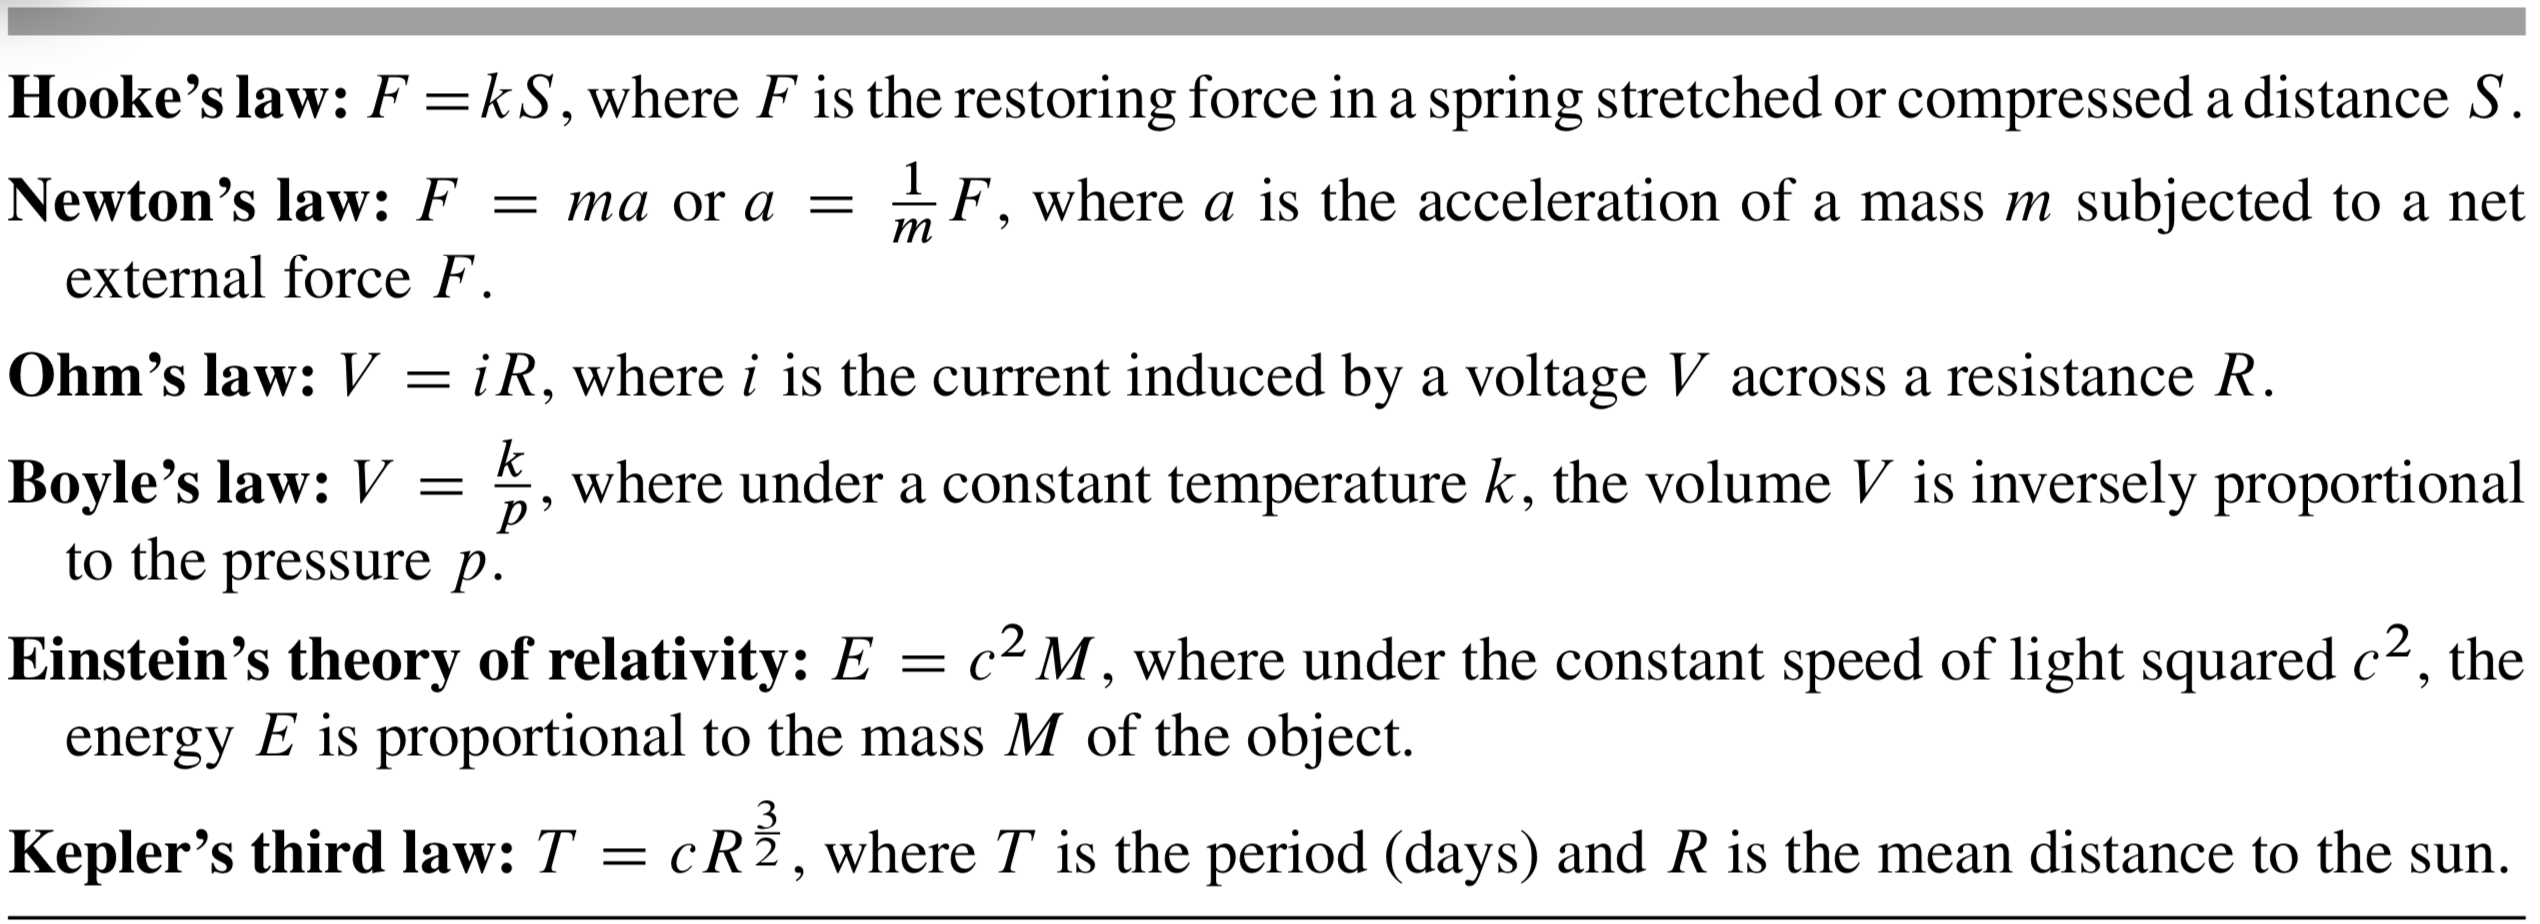 Hooke’s law: F = kS, where F is the restoring force in a spring stretched or compressed a distance S.
Newton’s law: F = ma or a = \frac{1}{m}F, where a is the acceleration of a mass m subjected to a net
external force F.
Ohm’s law: V = iR, where i is the current induced by a voltage V across a resistance R.
Boyle’s law: V = \frac{k}{p}, where under a constant temperature k, the volume V is inversely proportional
to the pressure p.
Einstein’s theory of relativity: E = c²M, where under the constant speed of light squared c², the
energy E is proportional to the mass M of the object.
Kepler’s third law: T = cR^{\frac{3}{2}}, where T is the period (days) and R is the mean distance to the sun.